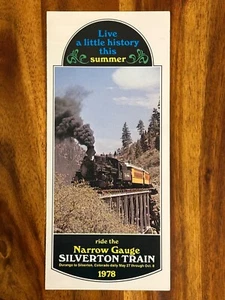 Live
a little history
this
summer
ride the
Narrow Gauge
SILVERTON TRAIN
Durango to Silverton, Colorado daily May 27 through Oct. 8
1978